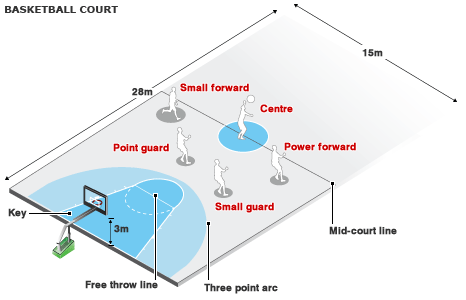 BASKETBALL COURT
15m
28m
Small forward
Centre
Point guard
Power forward
Small guard
Key
3m
Mid-court line
Free throw line
Three point arc